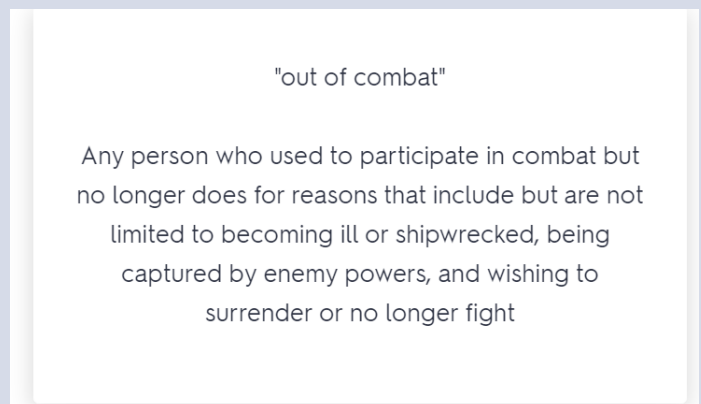 "out of combat"
Any person who used to participate in combat but
no longer does for reasons that include but are not
limited to becoming ill or shipwrecked, being
captured by enemy powers, and wishing to
surrender or no longer fight